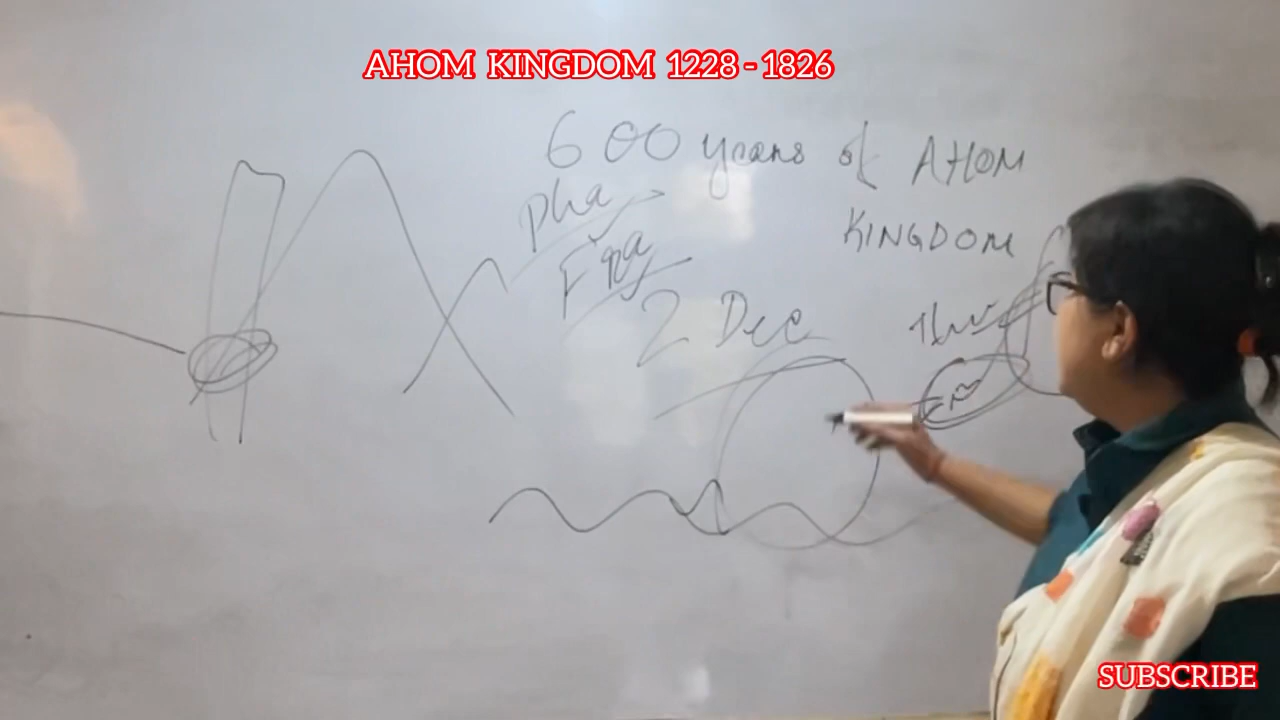 AHOM KINGDOM 1228 - 1826
600 years of AHOM
KINGDOM
pha
2 Dec
SUBSCRIBE